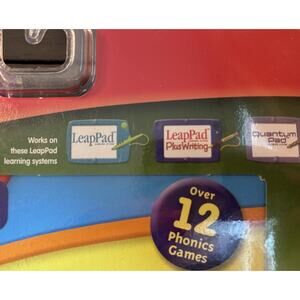 Works on
these LeapPad
learning systems
LeapPad
LeapPad
Plus Writing
Quantum
Pad
Over
12
Phonics
Games